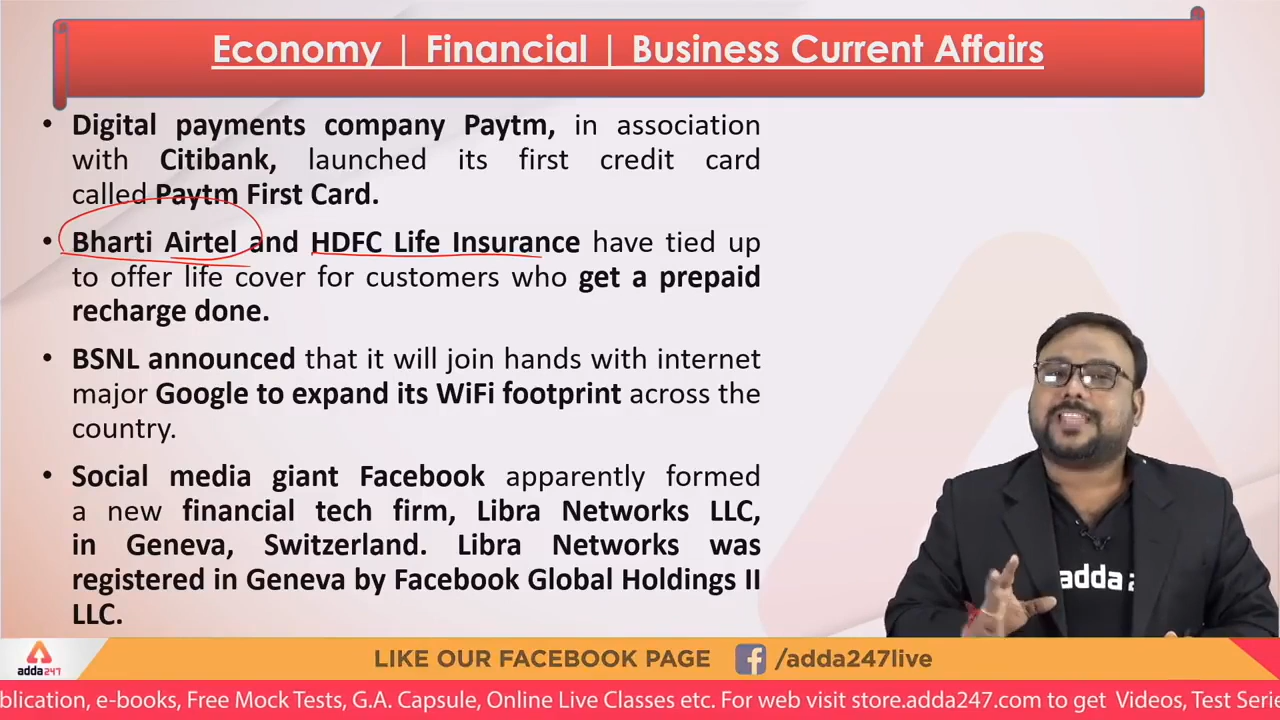 Economy | Financial | Business Current Affairs
• Digital payments company Paytm, in association
with Citibank, launched its first credit card
called Paytm First Card.
• Bharti Airtel and HDFC Life Insurance have tied up
to offer life cover for customers who get a prepaid
recharge done.
• BSNL announced that it will join hands with internet
major Google to expand its WiFi footprint across the
country.
• Social media giant Facebook apparently formed
a new financial tech firm, Libra Networks LLC,
in Geneva, Switzerland. Libra Networks was
registered in Geneva by Facebook Global Holdings II
LLC.
adda 2
adda247
LIKE OUR FACEBOOK PAGE f /adda247live
blication, e-books, Free Mock Tests, G.A. Capsule, Online Live Classes etc. For web visit store.adda247.com to get Videos, Test Serie